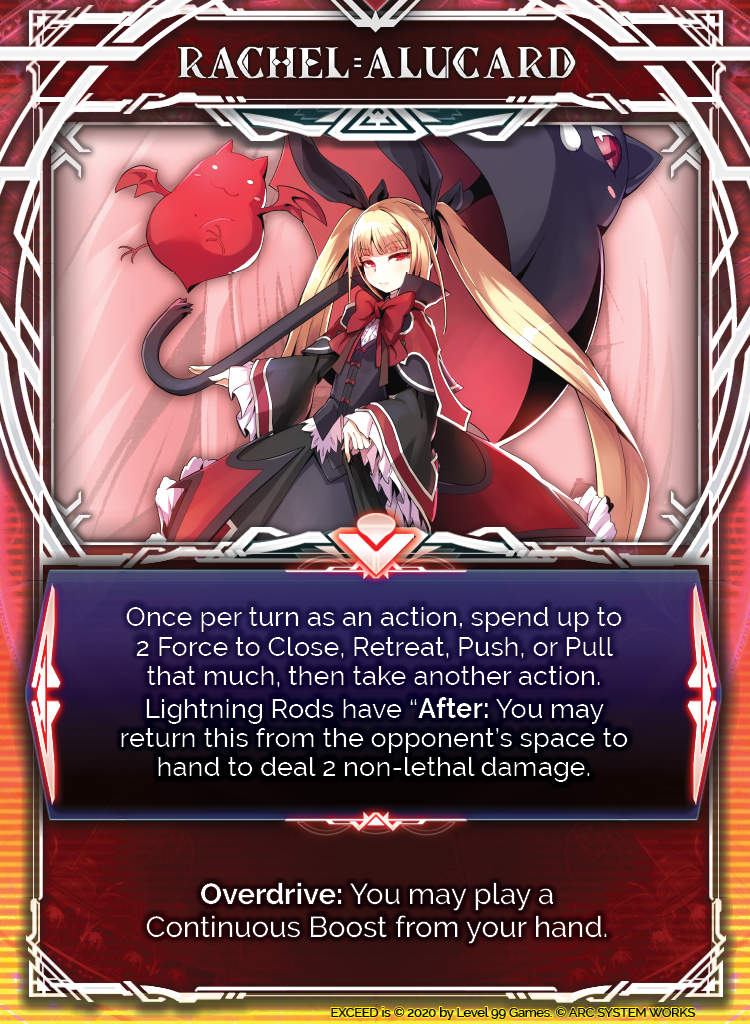 RACHEL=ALUCARD
Once per turn as an action, spend up to
2 Force to Close, Retreat, Push, or Pull
that much, then take another action.
Lightning Rods have “After: You may
return this from the opponent’s space to
hand to deal 2 non-lethal damage.
Overdrive: You may play a
Continuous Boost from your hand.
EXCEED is © 2020 by Level 99 Games. © ARC SYSTEM WORKS